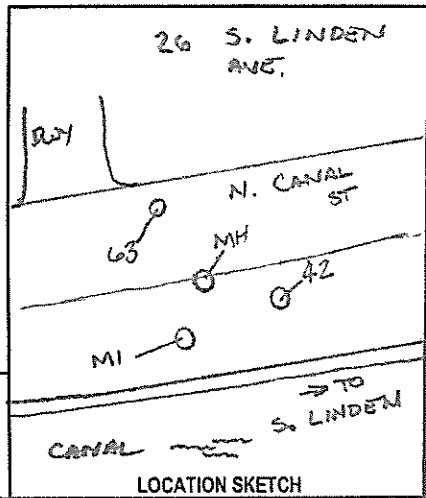 26 S. LINDEN
AVE.
DWY
N. CANAL
ST
63
MH
42
MI
→ TO
S. LINDEN
CANAL
LOCATION SKETCH